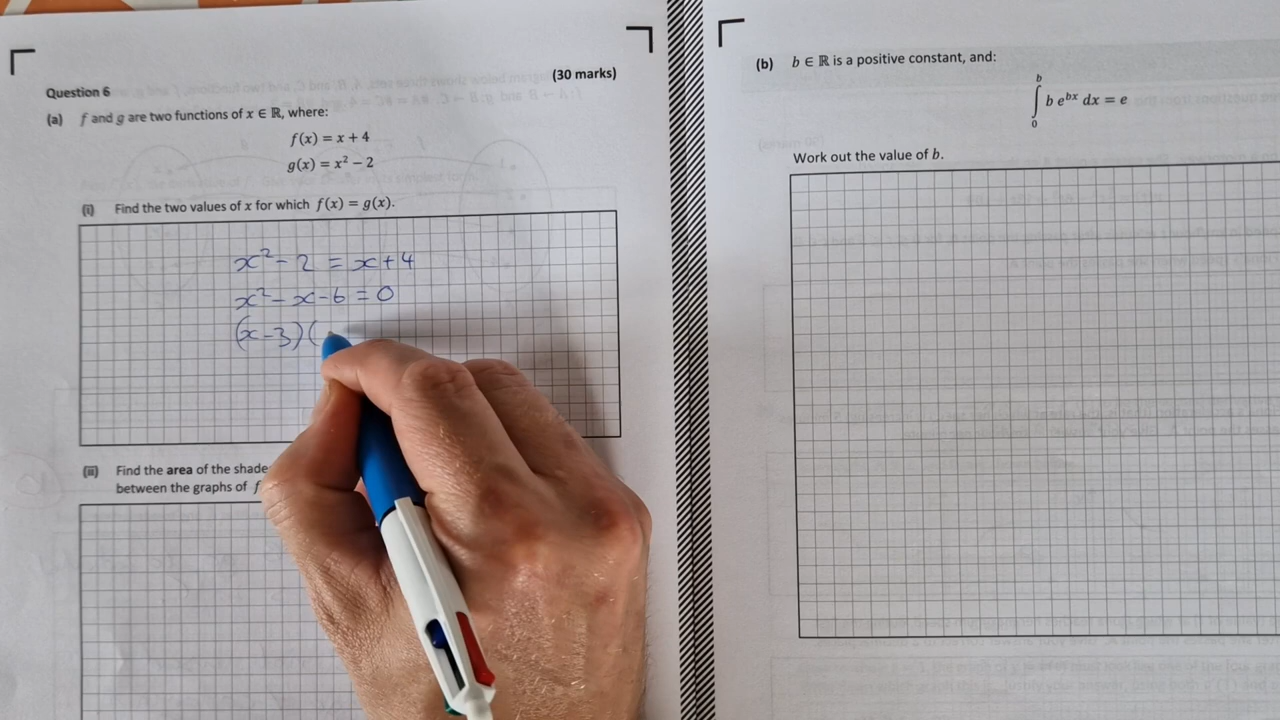 (30 marks)
Question 6
(a) f and g are two functions of x ∈ ℝ, where:
f(x) = x + 4
g(x) = x² − 2
(i) Find the two values of x for which f(x) = g(x).
x² − 2 = x + 4
x² − x − 6 = 0
(x − 3)(
(ii) Find the area of the shade
between the graphs of f
(b) b ∈ ℝ is a positive constant, and:
∫₀ᵇ b eᵇˣ dx = e
Work out the value of b.